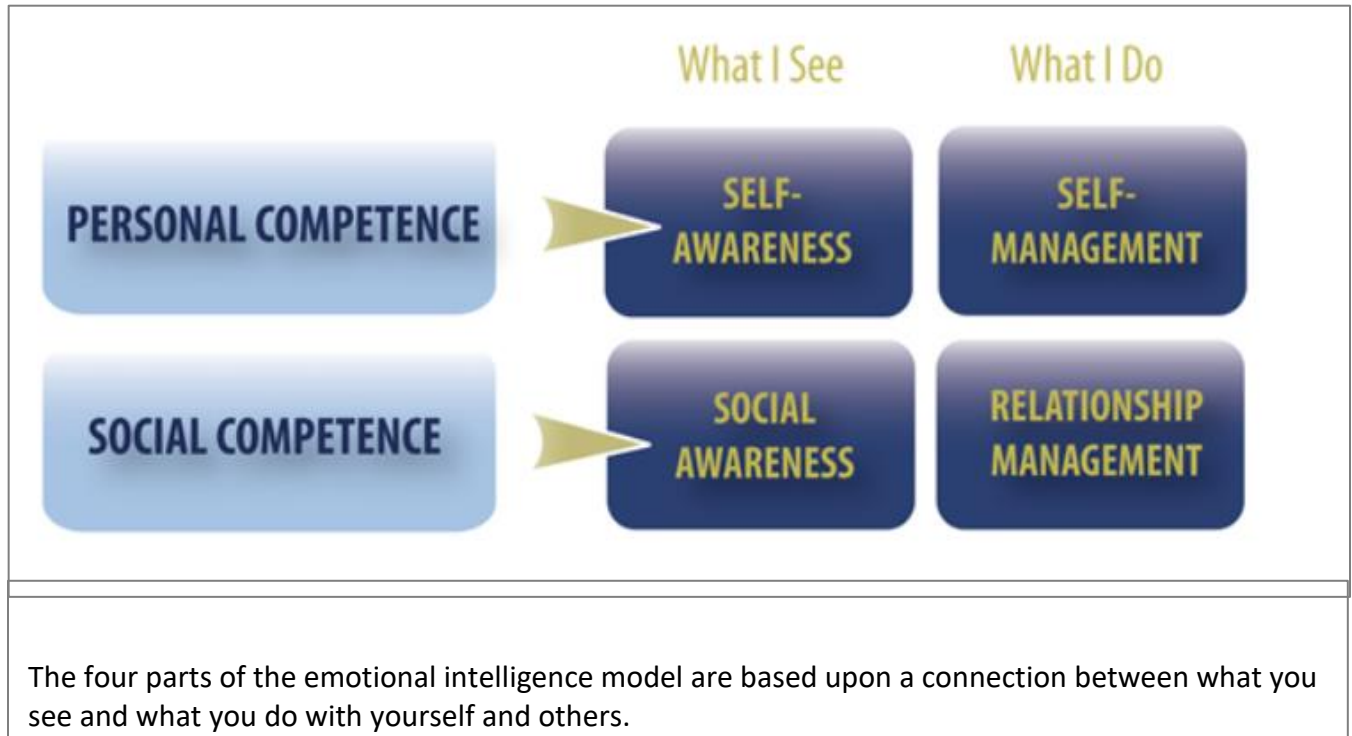 What I See What I Do
PERSONAL COMPETENCE
SELF-
AWARENESS
SELF-
MANAGEMENT
SOCIAL COMPETENCE
SOCIAL
AWARENESS
RELATIONSHIP
MANAGEMENT
The four parts of the emotional intelligence model are based upon a connection between what you
see and what you do with yourself and others.